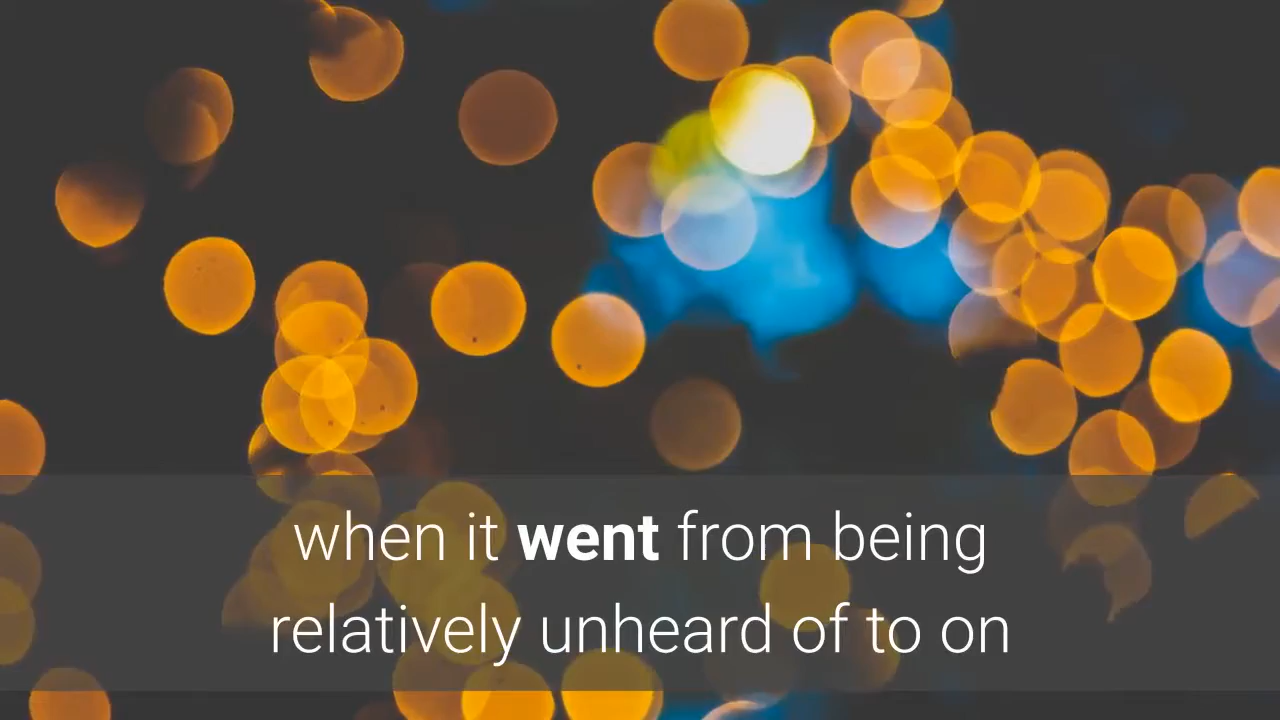 when it went from being
relatively unheard of to on